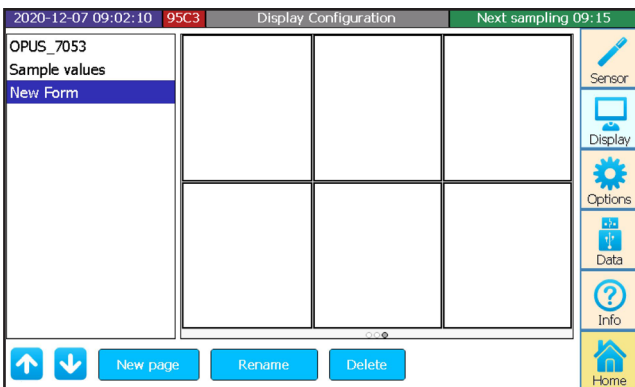 2020-12-07 09:02:10 95C3 Display Configuration Next sampling 09:15
OPUS_7053
Sample values
New Form
Sensor
Display
Options
Data
Info
Home
New page Rename Delete